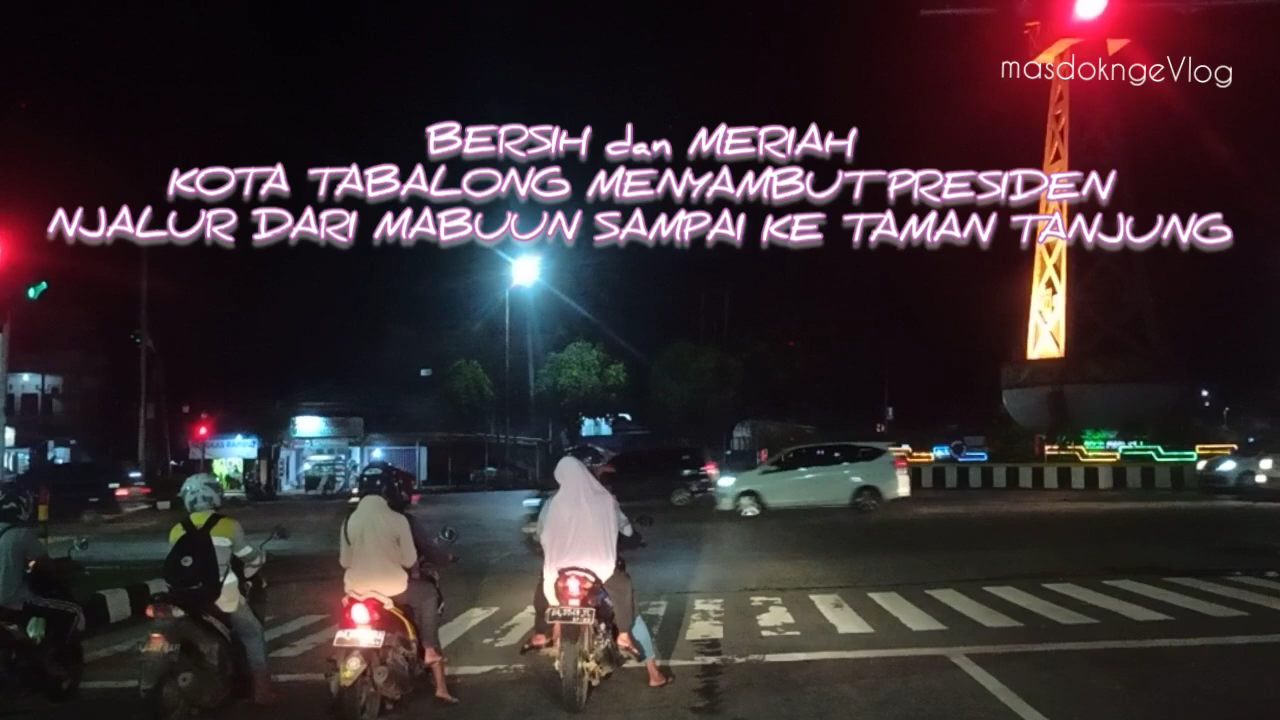 masdokngeVlog
BERSIH dan MERIAH
KOTA TABALONG MENYAMBUT PRESIDEN
NJALUR DARI MABUUN SAMPAI KE TAMAN TANJUNG